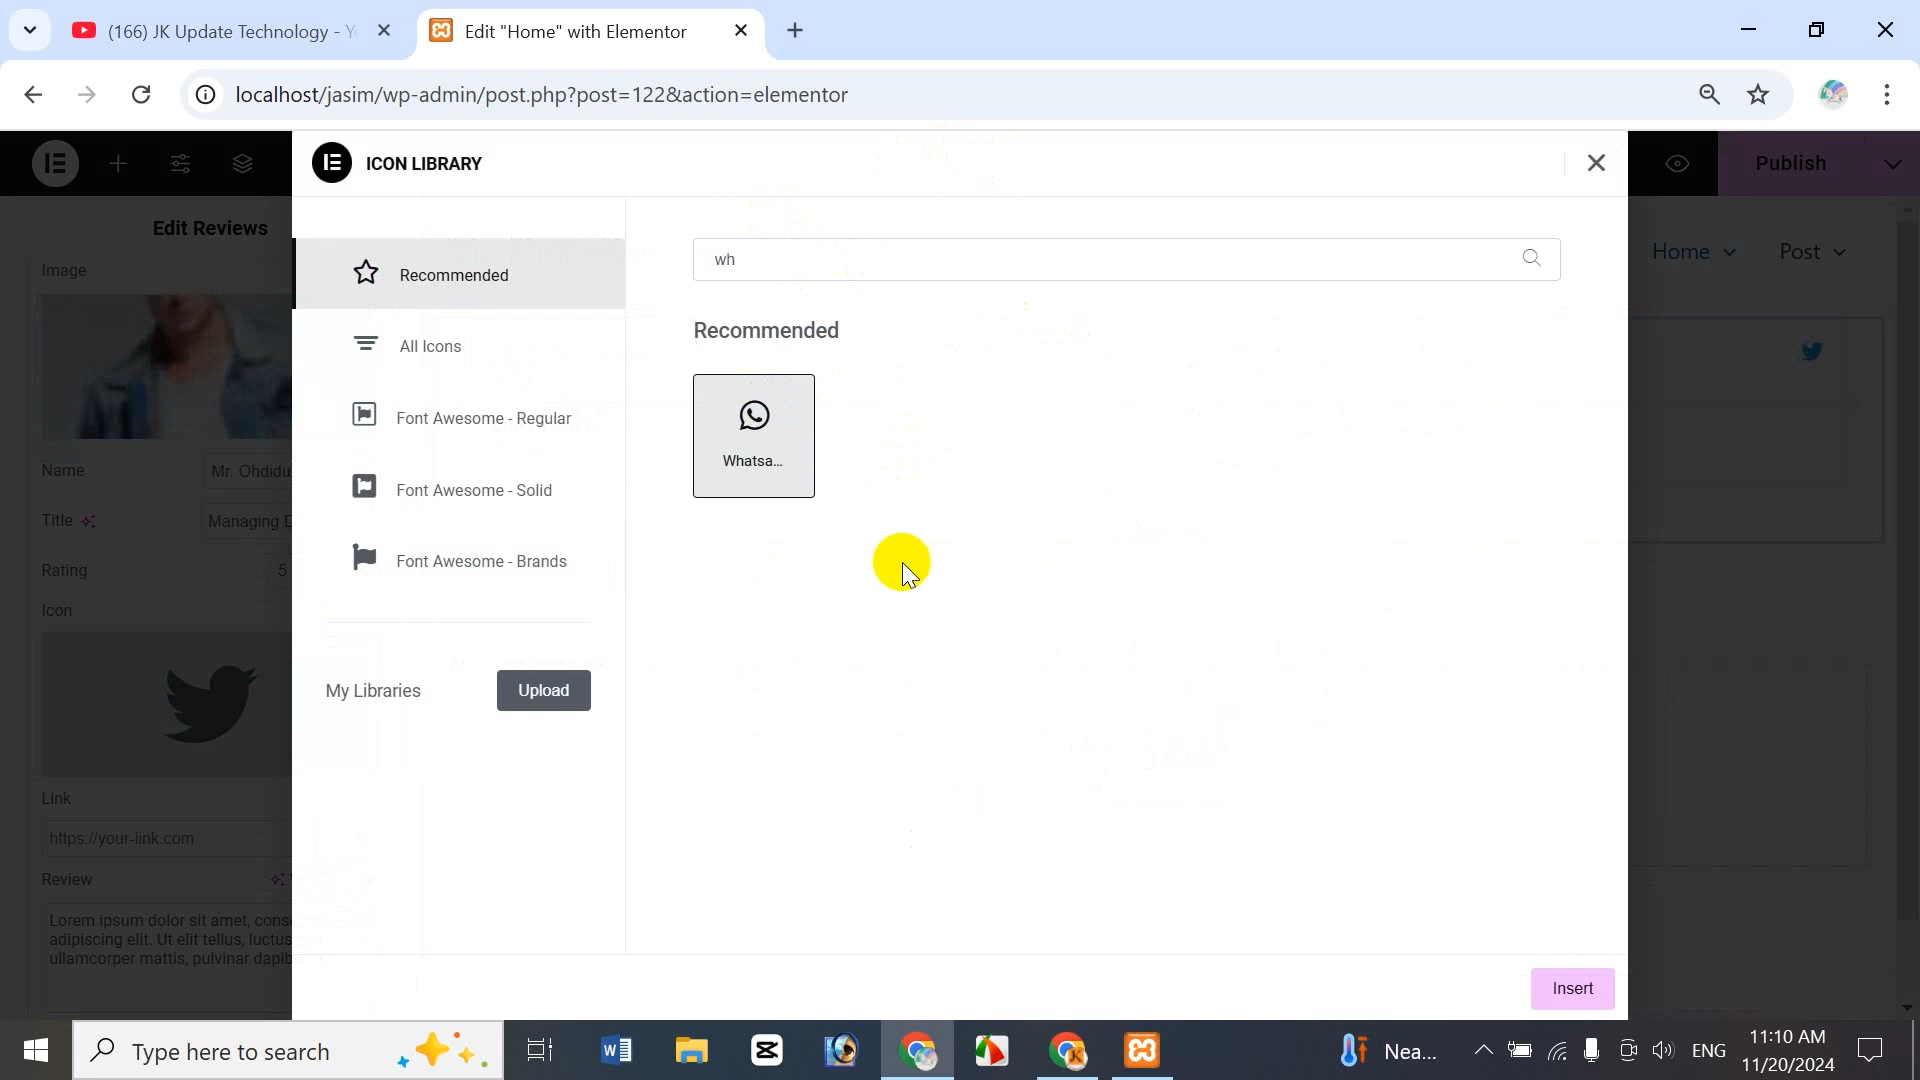 (166) JK Update Technology - Y
Edit "Home" with Elementor
localhost/jasim/wp-admin/post.php?post=122&action=elementor
ICON LIBRARY
Publish
Edit Reviews
Home
Post
Image
Recommended
wh
All Icons
Recommended
Font Awesome - Regular
Whatsa...
Name
Mr. Ohdidu
Font Awesome - Solid
Title
Managing D
Rating
5
Font Awesome - Brands
Icon
My Libraries
Upload
Link
https://your-link.com
Review
Lorem ipsum dolor sit amet, cons
adipiscing elit. Ut elit tellus, luctus
ullamcorper mattis, pulvinar dapib
Insert
Type here to search
Nea...
ENG
11:10 AM
11/20/2024